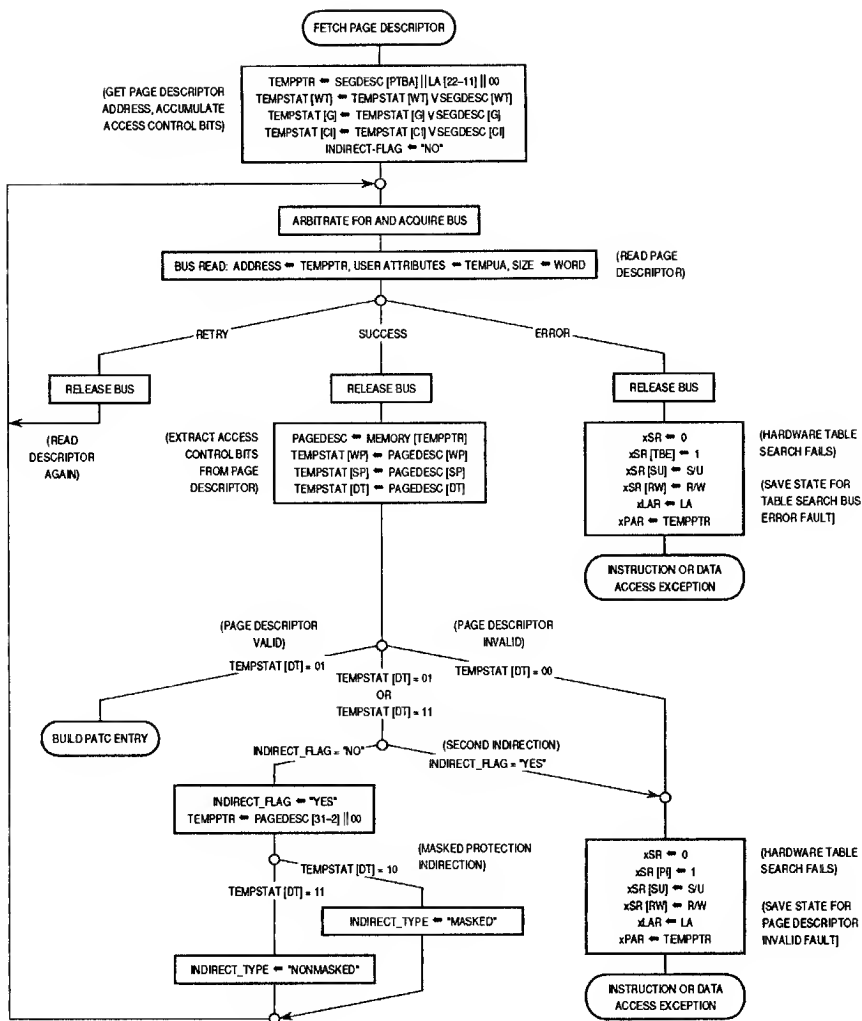 FETCH PAGE DESCRIPTOR
(GET PAGE DESCRIPTOR
ADDRESS, ACCUMULATE
ACCESS CONTROL BITS)
TEMPPTR ← SEGDESC [PTBA] || LA [22–11] || 00
TEMPSTAT [WT] ← TEMPSTAT [WT] V SEGDESC [WT]
TEMPSTAT [G] ← TEMPSTAT [G] V SEGDESC [G]
TEMPSTAT [CI] ← TEMPSTAT [CI] V SEGDESC [CI]
INDIRECT-FLAG ← "NO"
ARBITRATE FOR AND ACQUIRE BUS
BUS READ: ADDRESS ← TEMPPTR, USER ATTRIBUTES ← TEMPUA, SIZE ← WORD
(READ PAGE
DESCRIPTOR)
RETRY
SUCCESS
ERROR
RELEASE BUS
RELEASE BUS
RELEASE BUS
(READ
DESCRIPTOR
AGAIN)
(EXTRACT ACCESS
CONTROL BITS
FROM PAGE
DESCRIPTOR)
PAGEDESC ← MEMORY [TEMPPTR]
TEMPSTAT [WP] ← PAGEDESC [WP]
TEMPSTAT [SP] ← PAGEDESC [SP]
TEMPSTAT [DT] ← PAGEDESC [DT]
xSR ← 0
xSR [TBE] ← 1
xSR [SU] ← S/U
xSR [RW] ← R/W
xLAR ← LA
xPAR ← TEMPPTR
(HARDWARE TABLE
SEARCH FAILS)
(SAVE STATE FOR
TABLE SEARCH BUS
ERROR FAULT]
INSTRUCTION OR DATA
ACCESS EXCEPTION
(PAGE DESCRIPTOR
VALID)
TEMPSTAT [DT] = 01
TEMPSTAT [DT] = 01
OR
TEMPSTAT [DT] = 11
(PAGE DESCRIPTOR
INVALID)
TEMPSTAT [DT] = 00
BUILD PATC ENTRY
INDIRECT_FLAG = "NO"
(SECOND INDIRECTION)
INDIRECT_FLAG = "YES"
INDIRECT_FLAG ← "YES"
TEMPPTR ← PAGEDESC [31–2] || 00
(MASKED PROTECTION
INDIRECTION)
TEMPSTAT [DT] = 10
TEMPSTAT [DT] = 11
INDIRECT_TYPE ← "MASKED"
INDIRECT_TYPE ← "NONMASKED"
xSR ← 0
xSR [PI] ← 1
xSR [SU] ← S/U
xSR [RW] ← R/W
xLAR ← LA
xPAR ← TEMPPTR
(HARDWARE TABLE
SEARCH FAILS)
(SAVE STATE FOR
PAGE DESCRIPTOR
INVALID FAULT]
INSTRUCTION OR DATA
ACCESS EXCEPTION